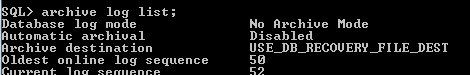 SQL> archive log list;
Database log mode              No Archive Mode
Automatic archival             Disabled
Archive destination            USE_DB_RECOVERY_FILE_DEST
Oldest online log sequence     50
Current log sequence           52